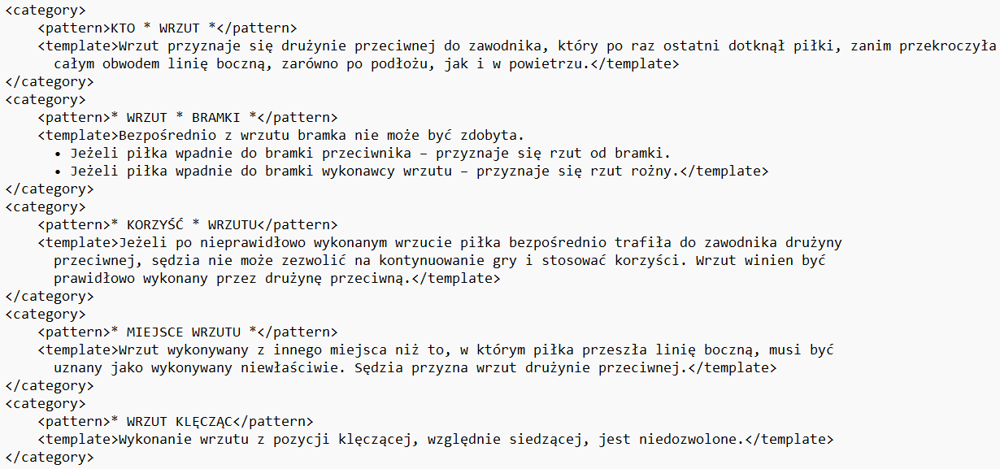 <category>
<pattern>KTO * WRZUT *</pattern>
<template>Wrzut przyznaje się drużynie przeciwnej do zawodnika, który po raz ostatni dotknął piłki, zanim przekroczyła
całym obwodem linię boczną, zarówno po podłożu, jak i w powietrzu.</template>
</category>
<category>
<pattern>* WRZUT * BRAMKI *</pattern>
<template>Bezpośrednio z wrzutu bramka nie może być zdobyta.
• Jeżeli piłka wpadnie do bramki przeciwnika – przyznaje się rzut od bramki.
• Jeżeli piłka wpadnie do bramki wykonawcy wrzutu – przyznaje się rzut rożny.</template>
</category>
<category>
<pattern>* KORZYŚĆ * WRZUTU</pattern>
<template>Jeżeli po nieprawidłowo wykonanym wrzucie piłka bezpośrednio trafiła do zawodnika drużyny
przeciwnej, sędzia nie może zezwolić na kontynuowanie gry i stosować korzyści. Wrzut winien być
prawidłowo wykonany przez drużynę przeciwną.</template>
</category>
<category>
<pattern>* MIEJSCE WRZUTU *</pattern>
<template>Wrzut wykonywany z innego miejsca niż to, w którym piłka przeszła linię boczną, musi być
uznany jako wykonywany niewłaściwie. Sędzia przyzna wrzut drużynie przeciwnej.</template>
</category>
<category>
<pattern>* WRZUT KLĘCZĄC</pattern>
<template>Wykonanie wrzutu z pozycji klęczącej, względnie siedzącej, jest niedozwolone.</template>
</category>